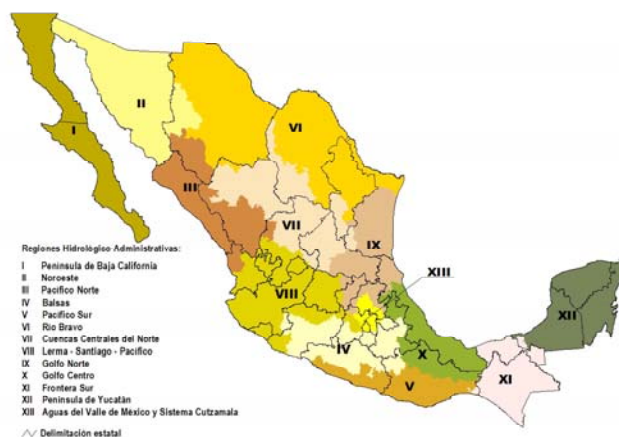 I
II
III
VI
VII
IX
VIII
XIII
IV
X
V
XI
XII
Regiones Hidrológico Administrativas:
I Península de Baja California
II Noroeste
III Pacífico Norte
IV Balsas
V Pacífico Sur
VI Río Bravo
VII Cuencas Centrales del Norte
VIII Lerma - Santiago - Pacífico
IX Golfo Norte
X Golfo Centro
XI Frontera Sur
XII Península de Yucatán
XIII Aguas del Valle de México y Sistema Cutzamala
Delimitación estatal